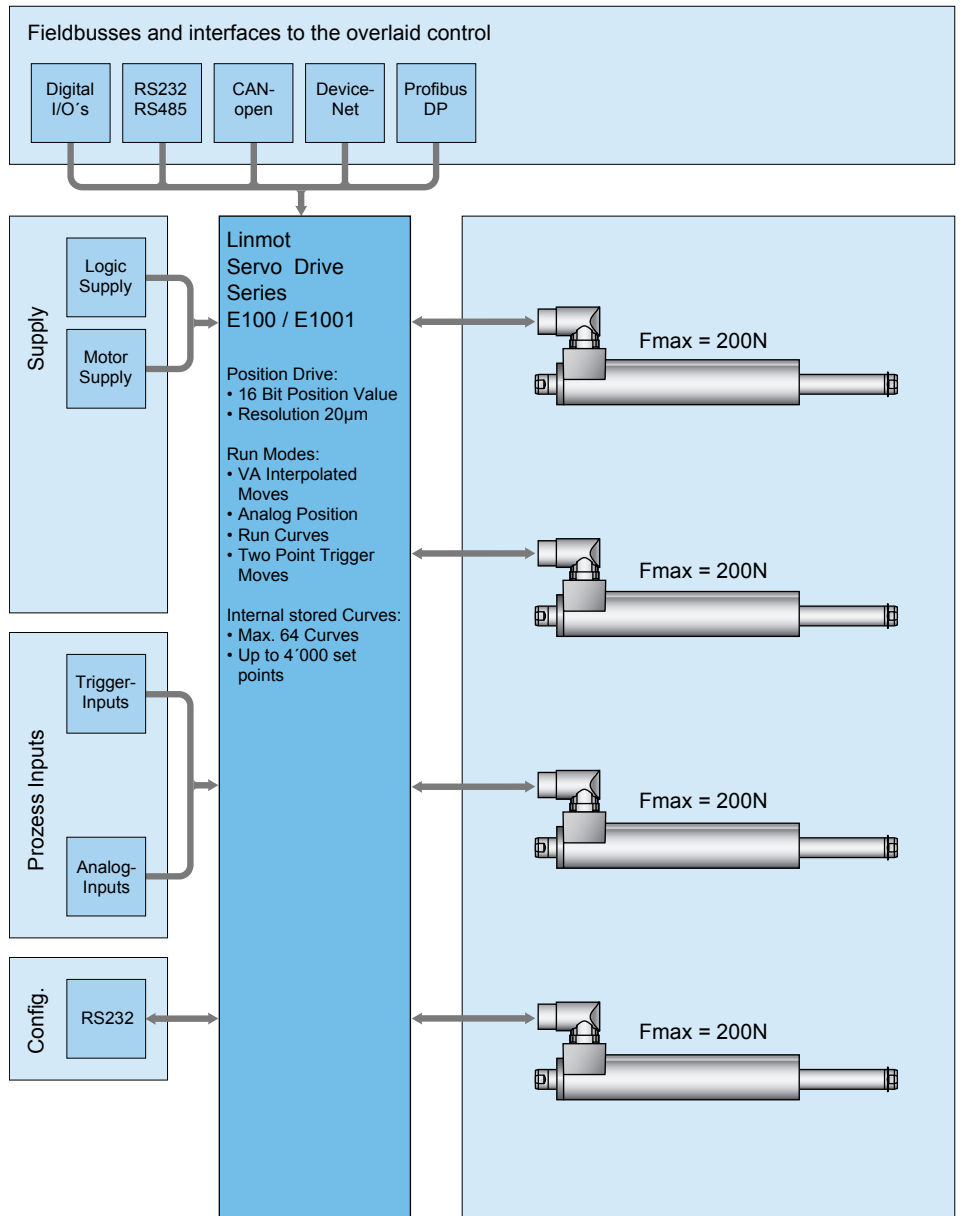 Fieldbusses and interfaces to the overlaid control
Digital
I/O´s
RS232
RS485
CAN-
open
Device-
Net
Profibus
DP
Supply
Logic
Supply
Motor
Supply
Prozess Inputs
Trigger-
Inputs
Analog-
Inputs
Config.
RS232
Linmot
Servo Drive
Series
E100 / E1001
Position Drive:
• 16 Bit Position Value
• Resolution 20µm
Run Modes:
• VA Interpolated
Moves
• Analog Position
• Run Curves
• Two Point Trigger
Moves
Internal stored Curves:
• Max. 64 Curves
• Up to 4´000 set
points
Fmax = 200N
Fmax = 200N
Fmax = 200N
Fmax = 200N